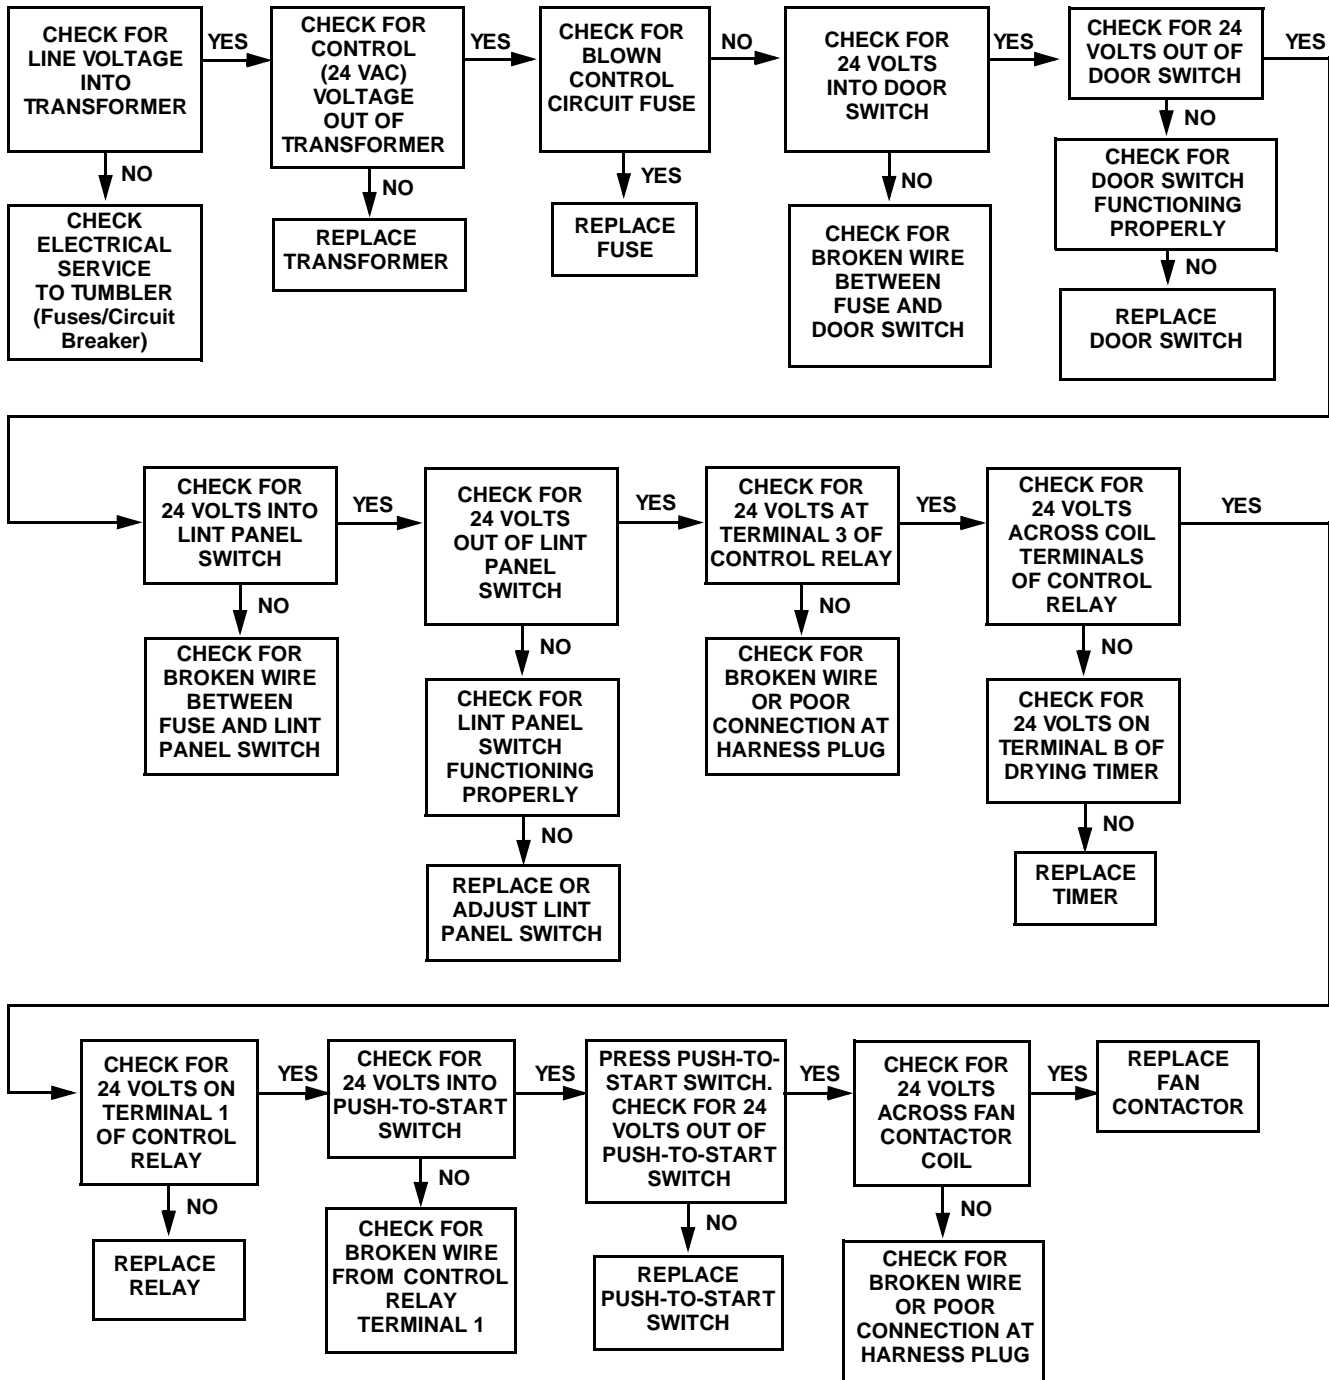 CHECK FOR
LINE VOLTAGE
INTO
TRANSFORMER
YES
CHECK FOR
CONTROL
(24 VAC)
VOLTAGE
OUT OF
TRANSFORMER
YES
CHECK FOR
BLOWN
CONTROL
CIRCUIT FUSE
NO
CHECK FOR
24 VOLTS
INTO DOOR
SWITCH
YES
CHECK FOR 24
VOLTS OUT OF
DOOR SWITCH
YES
NO
CHECK
ELECTRICAL
SERVICE
TO TUMBLER
(Fuses/Circuit
Breaker)
NO
REPLACE
TRANSFORMER
YES
REPLACE
FUSE
NO
CHECK FOR
BROKEN WIRE
BETWEEN
FUSE AND
DOOR SWITCH
NO
CHECK FOR
DOOR SWITCH
FUNCTIONING
PROPERLY
NO
REPLACE
DOOR SWITCH
CHECK FOR
24 VOLTS INTO
LINT PANEL
SWITCH
YES
CHECK FOR
24 VOLTS
OUT OF LINT
PANEL
SWITCH
YES
CHECK FOR
24 VOLTS AT
TERMINAL 3 OF
CONTROL RELAY
YES
CHECK FOR
24 VOLTS
ACROSS COIL
TERMINALS
OF CONTROL
RELAY
YES
NO
CHECK FOR
BROKEN WIRE
BETWEEN
FUSE AND LINT
PANEL SWITCH
NO
CHECK FOR
LINT PANEL
SWITCH
FUNCTIONING
PROPERLY
NO
REPLACE OR
ADJUST LINT
PANEL SWITCH
NO
CHECK FOR
BROKEN WIRE
OR POOR
CONNECTION AT
HARNESS PLUG
NO
CHECK FOR
24 VOLTS ON
TERMINAL B OF
DRYING TIMER
NO
REPLACE
TIMER
CHECK FOR
24 VOLTS ON
TERMINAL 1
OF CONTROL
RELAY
YES
CHECK FOR
24 VOLTS INTO
PUSH-TO-START
SWITCH
YES
PRESS PUSH-TO-
START SWITCH.
CHECK FOR 24
VOLTS OUT OF
PUSH-TO-START
SWITCH
YES
CHECK FOR
24 VOLTS
ACROSS FAN
CONTACTOR
COIL
YES
REPLACE
FAN
CONTACTOR
NO
REPLACE
RELAY
NO
CHECK FOR
BROKEN WIRE
FROM CONTROL
RELAY
TERMINAL 1
NO
REPLACE
PUSH-TO-START
SWITCH
NO
CHECK FOR
BROKEN WIRE
OR POOR
CONNECTION AT
HARNESS PLUG